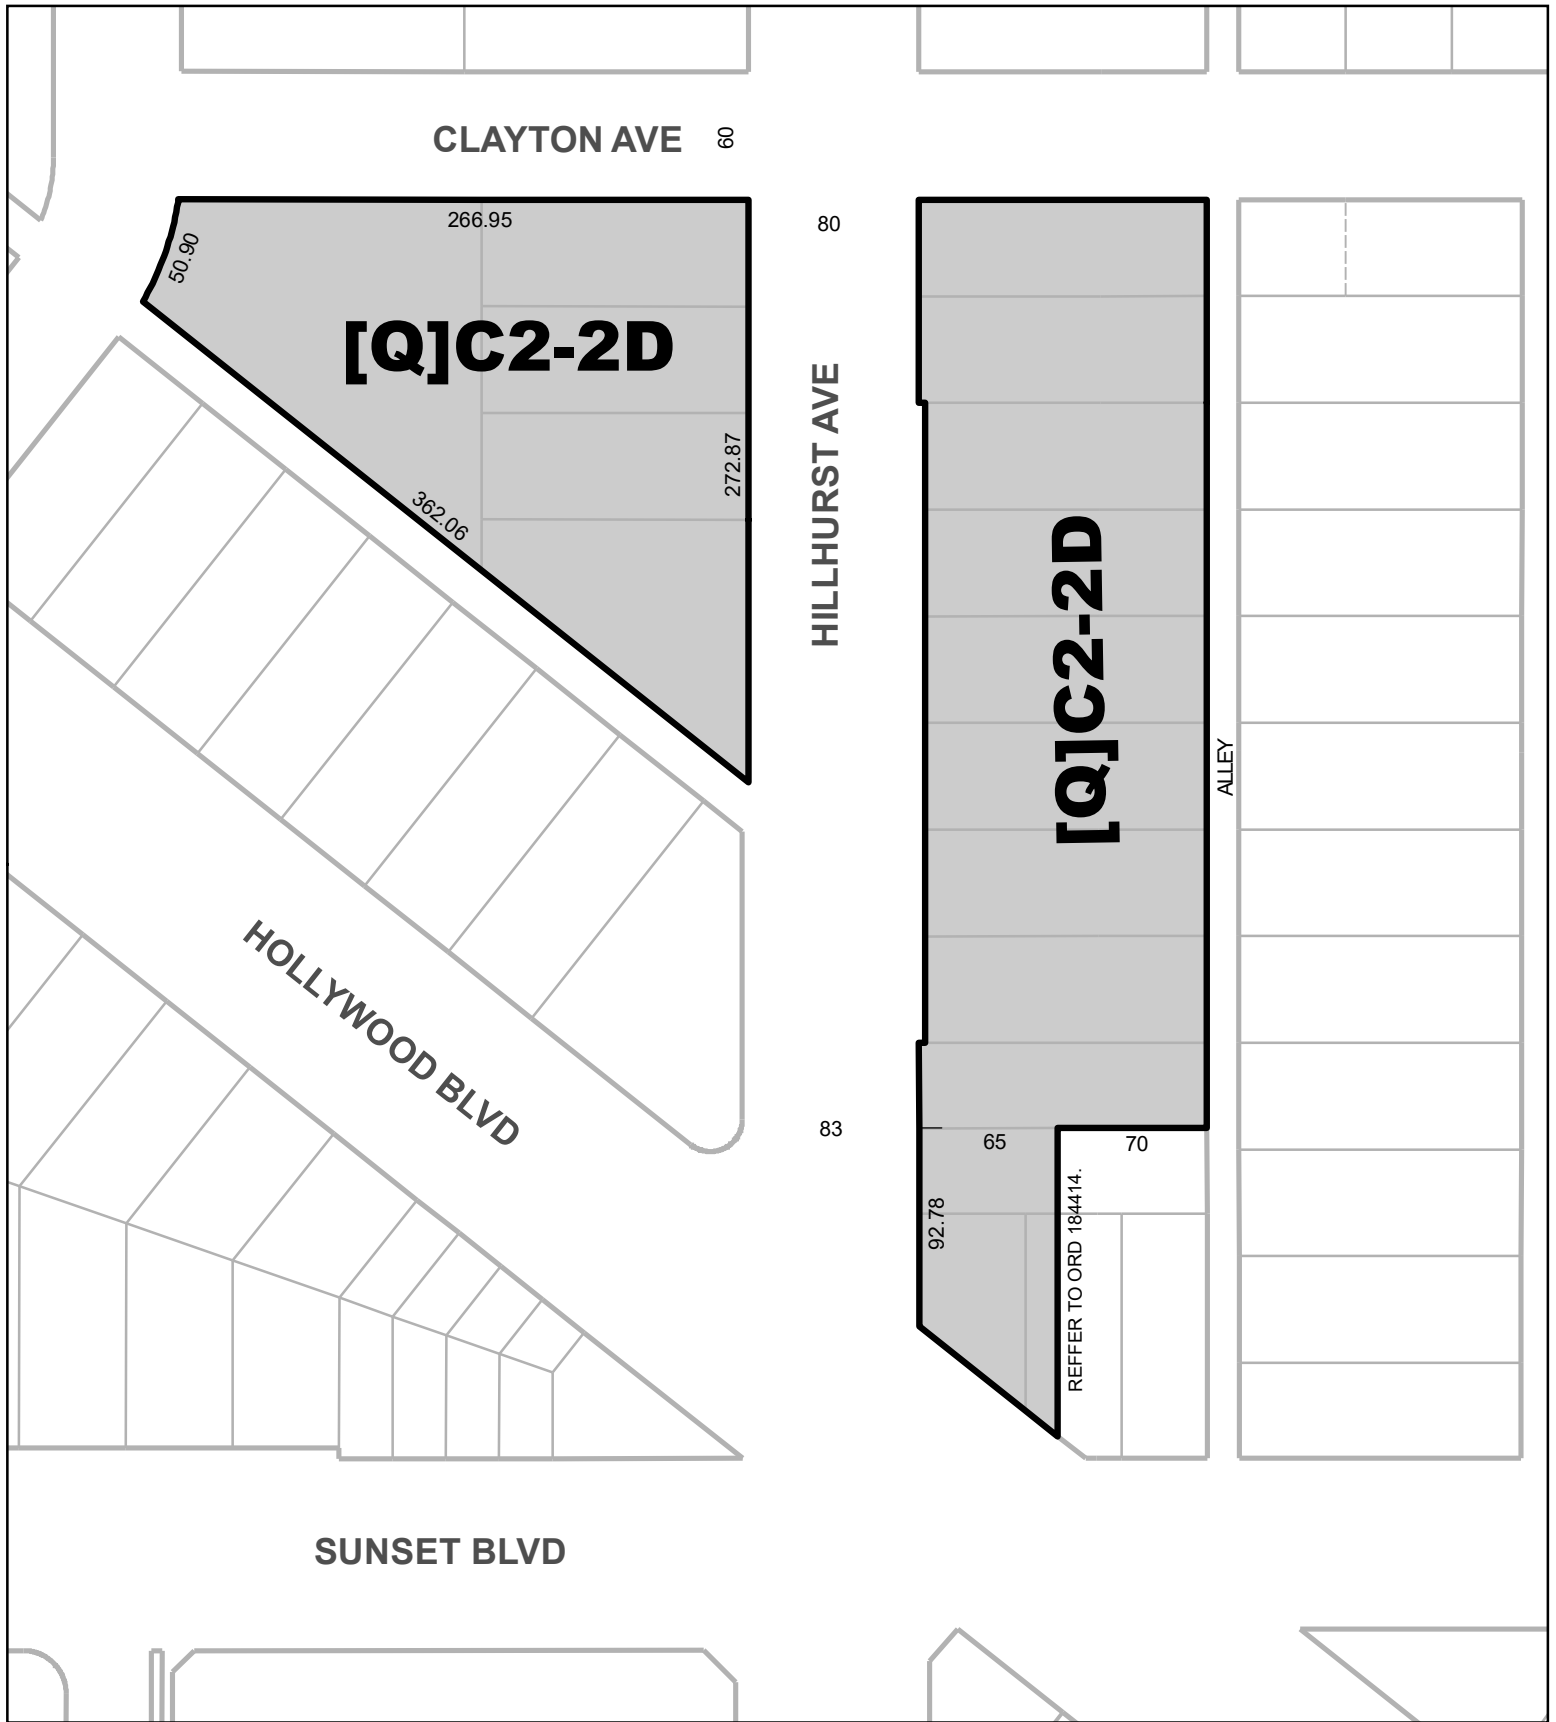 CLAYTON AVE
60
266.95
80
50.90
[Q]C2-2D
HILLHURST AVE
272.87
362.06
[Q]C2-2D
ALLEY
HOLLYWOOD BLVD
83
65
70
92.78
REFFER TO ORD 184414.
SUNSET BLVD